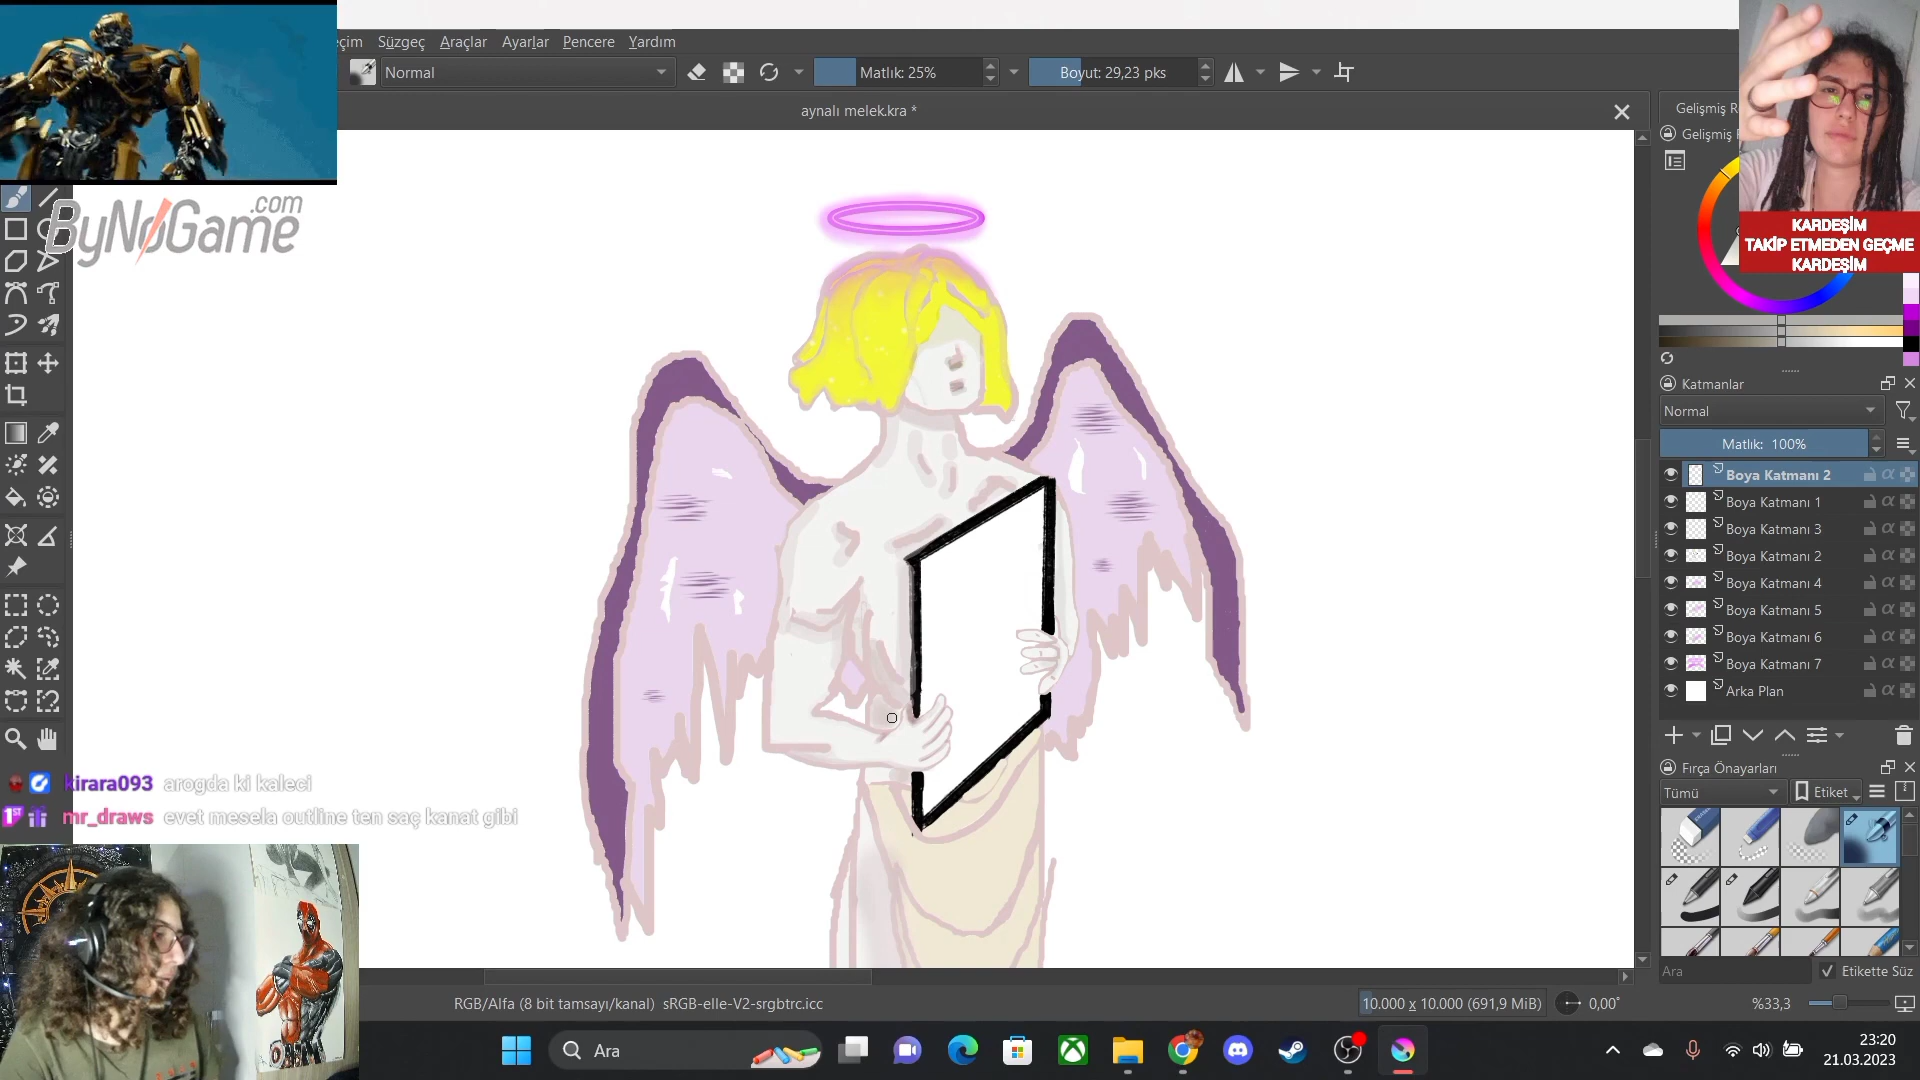 Süzgeç Araçlar Ayarlar Pencere Yardım
Normal
Matlık: 25%
Boyut: 29,23 pks
aynalı melek.kra *
Gelişmiş
Gelişmiş
ByNoGame
.com
KARDEŞİM
TAKİP ETMEDEN GEÇME
KARDEŞİM
Katmanlar
Normal
Matlık: 100%
Boya Katmanı 2
Boya Katmanı 1
Boya Katmanı 3
Boya Katmanı 2
Boya Katmanı 4
Boya Katmanı 5
Boya Katmanı 6
Boya Katmanı 7
Arka Plan
Fırça Önayarları
Tümü
Etiket
Ara
Etikette Süz
kirara093 arogda ki kaleci
1ST mr_draws evet mesela outline ten saç kanat gibi
RGB/Alfa (8 bit tamsayı/kanal) sRGB-elle-V2-srgbtrc.icc
10.000 x 10.000 (691,9 MiB)
0,00°
%33,3
Ara
23:20
21.03.2023